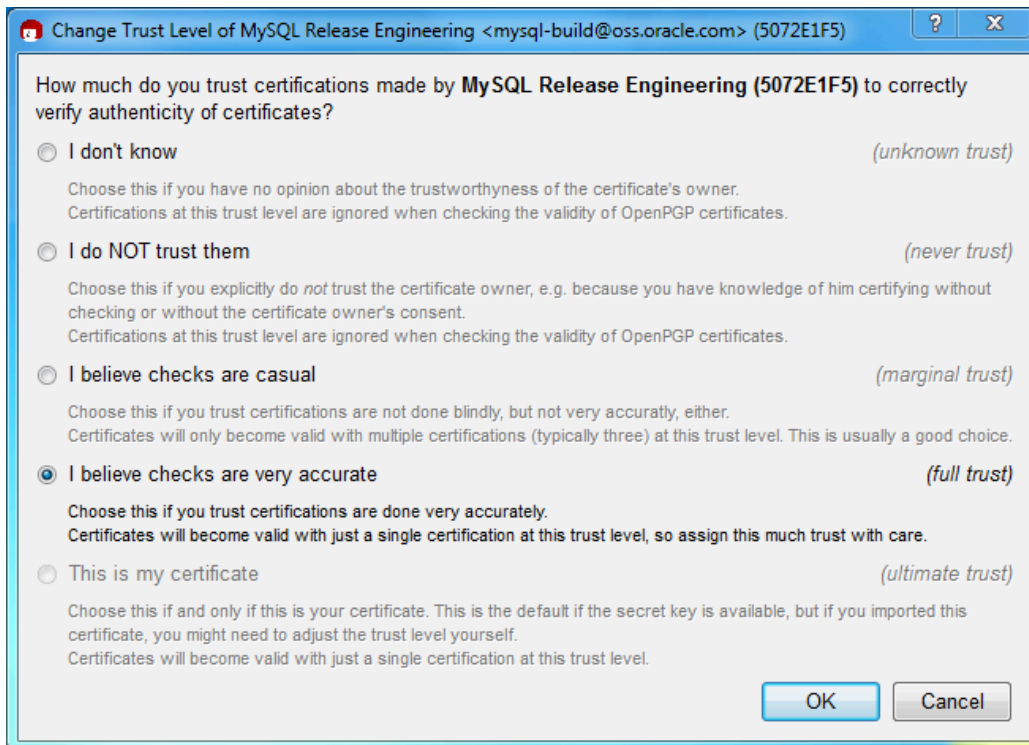 Change Trust Level of MySQL Release Engineering <mysql-build@oss.oracle.com> (5072E1F5)
How much do you trust certifications made by MySQL Release Engineering (5072E1F5) to correctly
verify authenticity of certificates?
I don't know (unknown trust)
Choose this if you have no opinion about the trustworthyness of the certificate's owner.
Certifications at this trust level are ignored when checking the validity of OpenPGP certificates.
I do NOT trust them (never trust)
Choose this if you explicitly do not trust the certificate owner, e.g. because you have knowledge of him certifying without
checking or without the certificate owner's consent.
Certifications at this trust level are ignored when checking the validity of OpenPGP certificates.
I believe checks are casual (marginal trust)
Choose this if you trust certifications are not done blindly, but not very accuratly, either.
Certificates will only become valid with multiple certifications (typically three) at this trust level. This is usually a good choice.
I believe checks are very accurate (full trust)
Choose this if you trust certifications are done very accurately.
Certificates will become valid with just a single certification at this trust level, so assign this much trust with care.
This is my certificate (ultimate trust)
Choose this if and only if this is your certificate. This is the default if the secret key is available, but if you imported this
certificate, you might need to adjust the trust level yourself.
Certificates will become valid with just a single certification at this trust level.
OK Cancel